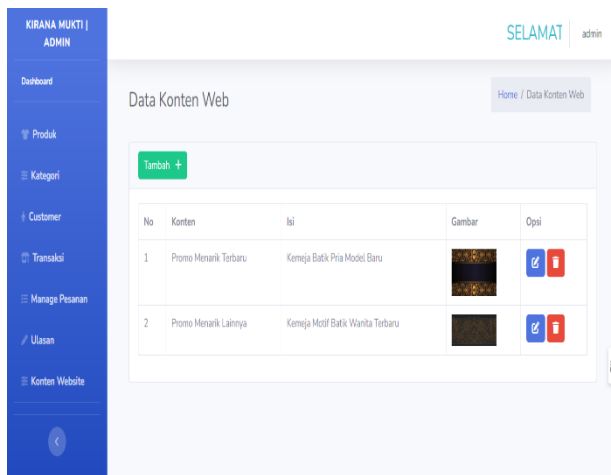 KIRANA MUKTI |
ADMIN
SELAMAT
admin
Dashboard
Data Konten Web
Home / Data Konten Web
Produk
Kategori
Customer
Transaksi
Manage Pesanan
Ulasan
Konten Website
Tambah +
No Konten Isi Gambar Opsi
1 Promo Menarik Terbaru Kemeja Batik Pria Model Baru
2 Promo Menarik Lainnya Kemeja Motif Batik Wanita Terbaru